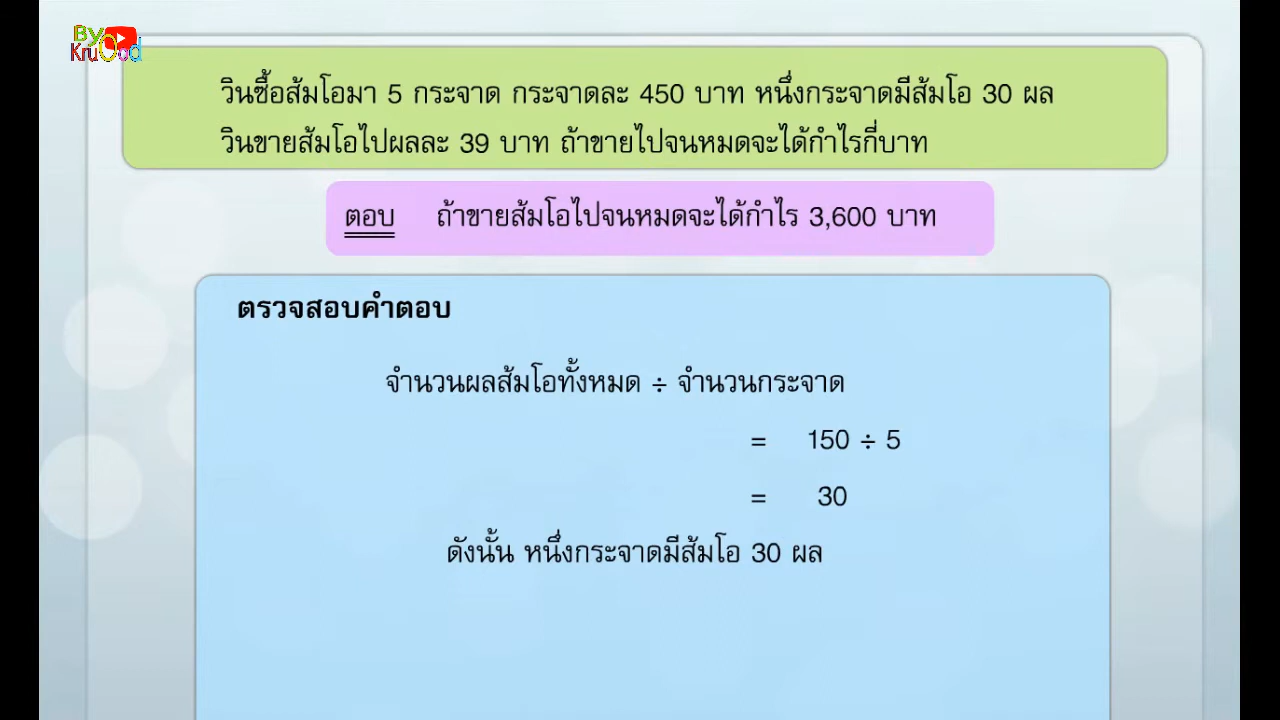 By
KruOod
วินซื้อส้มโอมา 5 กระจาด กระจาดละ 450 บาท หนึ่งกระจาดมีส้มโอ 30 ผล
วินขายส้มโอไปผลละ 39 บาท ถ้าขายไปจนหมดจะได้กำไรกี่บาท
ตอบ ถ้าขายส้มโอไปจนหมดจะได้กำไร 3,600 บาท
ตรวจสอบคำตอบ
จำนวนผลส้มโอทั้งหมด ÷ จำนวนกระจาด
= 150 ÷ 5
= 30
ดังนั้น หนึ่งกระจาดมีส้มโอ 30 ผล